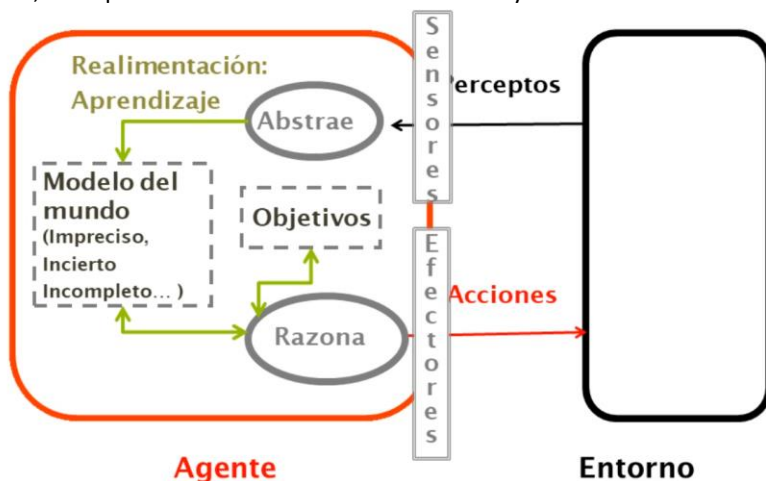 Realimentación:
Aprendizaje
Abstrae
Sensores
Perceptos
Modelo del
mundo
(Impreciso,
Incierto
Incompleto... )
Objetivos
Razona
Efectores
Acciones
Agente
Entorno